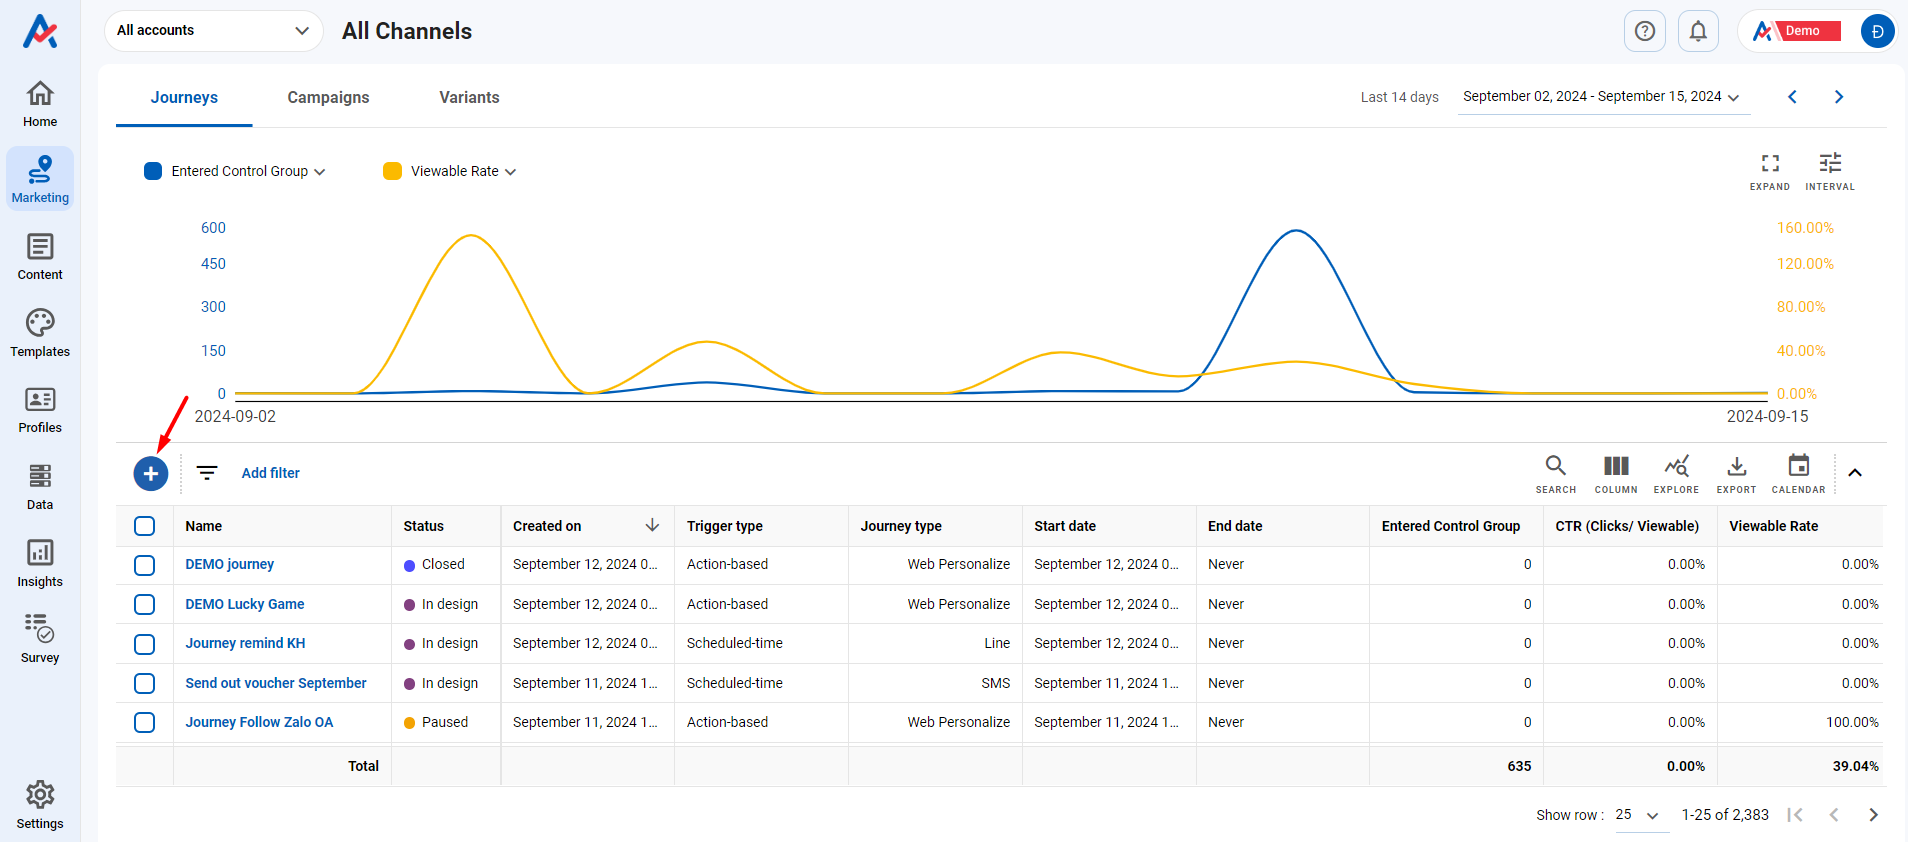 All accounts
All Channels
Demo
Đ
Home
Marketing
Content
Templates
Profiles
Data
Insights
Survey
Settings
Journeys
Campaigns
Variants
Last 14 days
September 02, 2024 - September 15, 2024
Entered Control Group
Viewable Rate
EXPAND
INTERVAL
600
450
300
150
0
160.00%
120.00%
80.00%
40.00%
0.00%
2024-09-02
2024-09-15
Add filter
SEARCH
COLUMN
EXPLORE
EXPORT
CALENDAR
Name Status Created on Trigger type Journey type Start date End date Entered Control Group CTR (Clicks/ Viewable) Viewable Rate
DEMO journey Closed September 12, 2024 0... Action-based Web Personalize September 12, 2024 0... Never 0 0.00% 0.00%
DEMO Lucky Game In design September 12, 2024 0... Action-based Web Personalize September 12, 2024 0... Never 0 0.00% 0.00%
Journey remind KH In design September 12, 2024 0... Scheduled-time Line September 12, 2024 0... Never 0 0.00% 0.00%
Send out voucher September In design September 11, 2024 1... Scheduled-time SMS September 11, 2024 1... Never 0 0.00% 0.00%
Journey Follow Zalo OA Paused September 11, 2024 1... Action-based Web Personalize September 11, 2024 1... Never 0 0.00% 100.00%
Total 635 0.00% 39.04%
Show row : 25 1-25 of 2,383